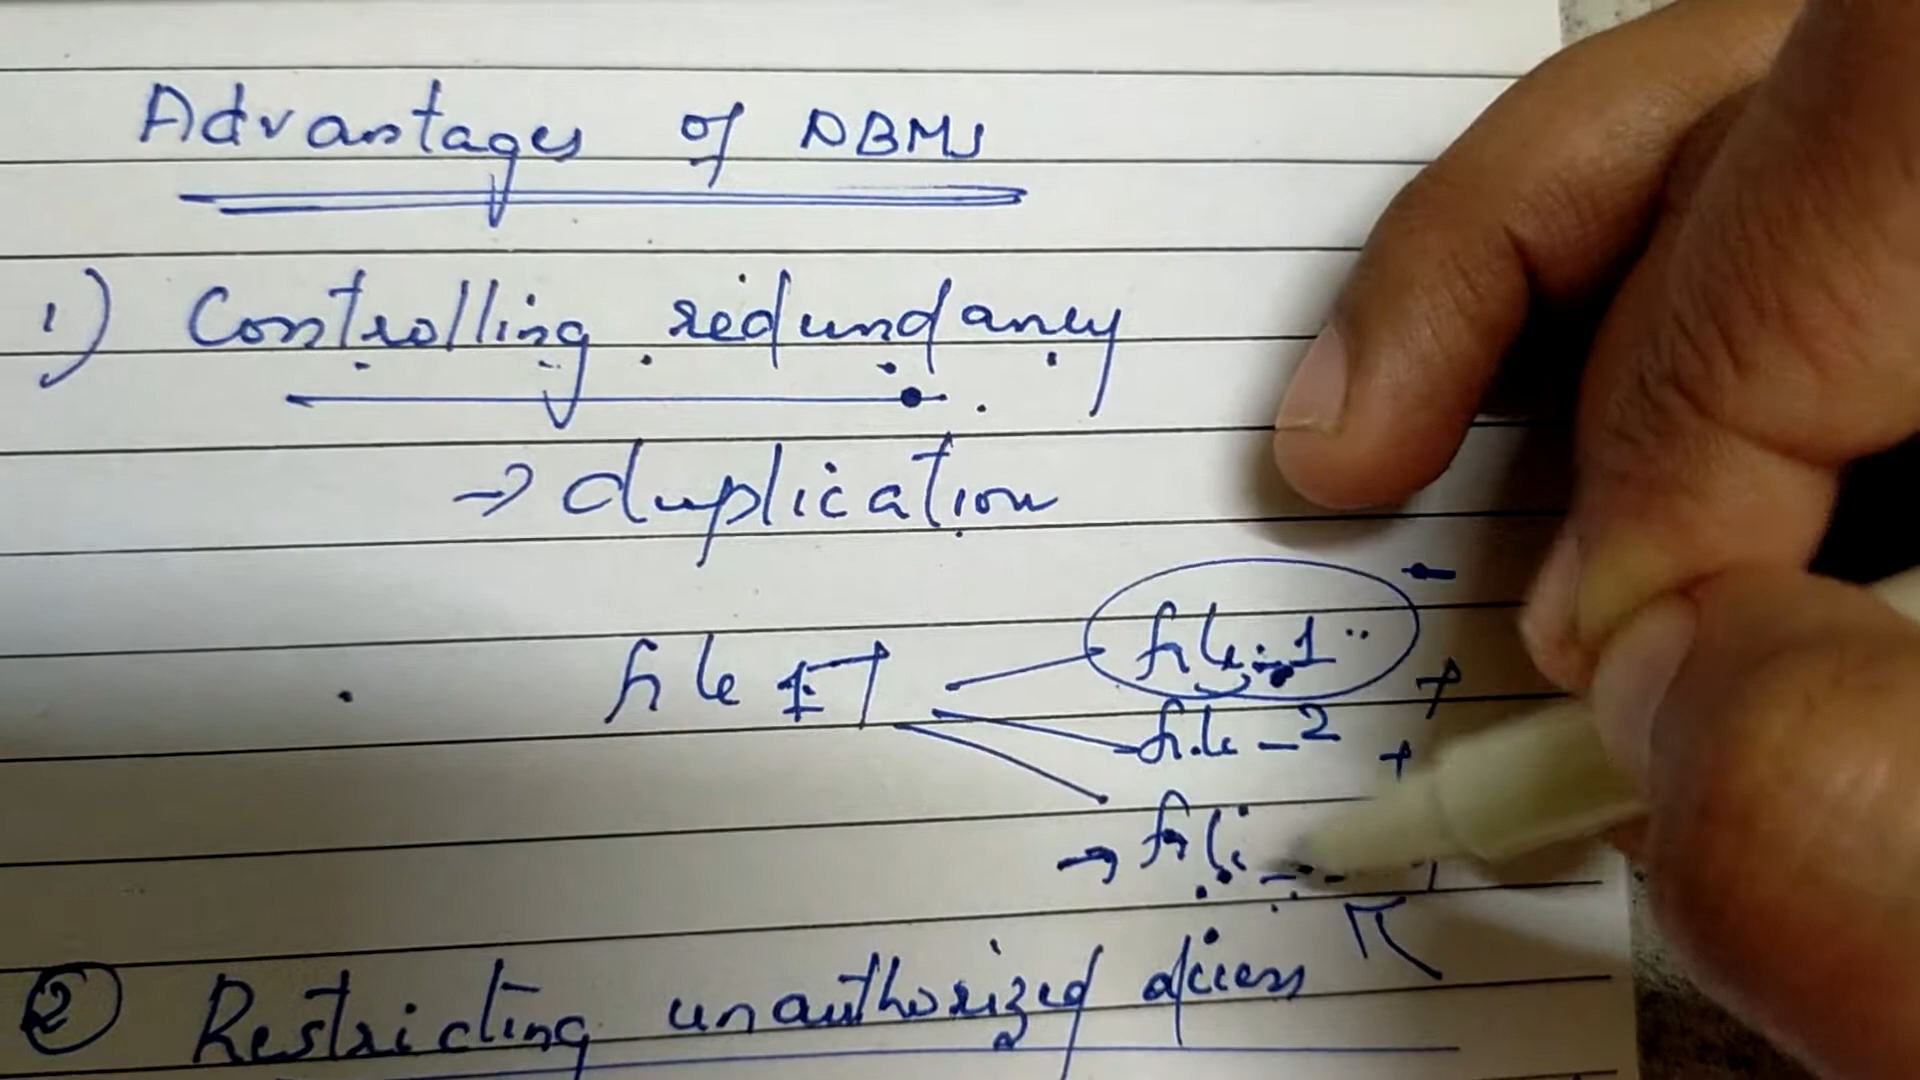 Advantages of DBMS
1) Controlling redundancy
→ duplication
file 1
file-1
file-2
→ file
② Restricting unauthorized access